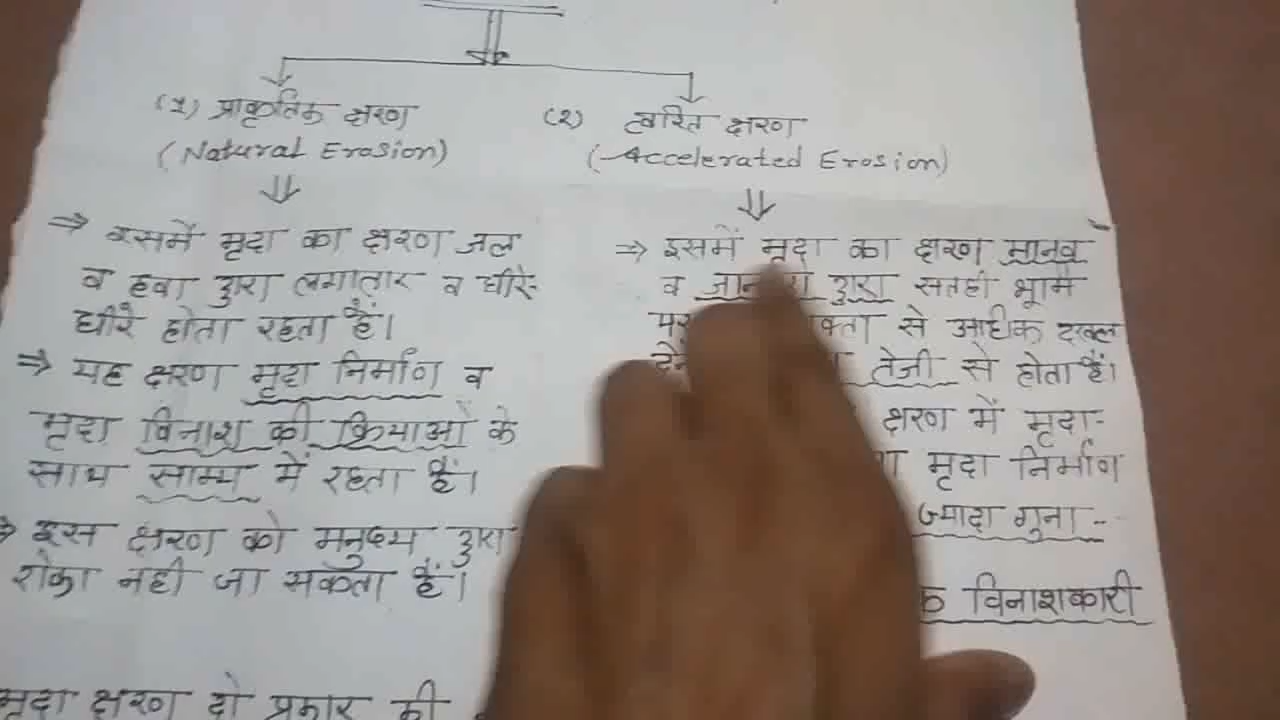 (1) प्राकृतिक क्षरण
(Natural Erosion)
⇒ इसमें मृदा का क्षरण जल
व हवा द्वारा लगातार व धीरे-
धीरे होता रहता हैं।
⇒ यह क्षरण मृदा निर्माण व
मृदा विनाश की क्रियाओं के
साथ साम्य में रहता हैं।
⇒ इस क्षरण को मनुष्य द्वारा
रोका नही जा सकता हैं।
(2) त्वरित क्षरण
(Accelerated Erosion)
⇒ इसमें मृदा का क्षरण मानव
व द्वारा सतही भूमि
से अधिक दखल
तेजी से होता हैं।
क्षरण में मृदा-
मृदा निर्माण
ज्यादा गुना -
विनाशकारी
मृदा क्षरण दो प्रकार की